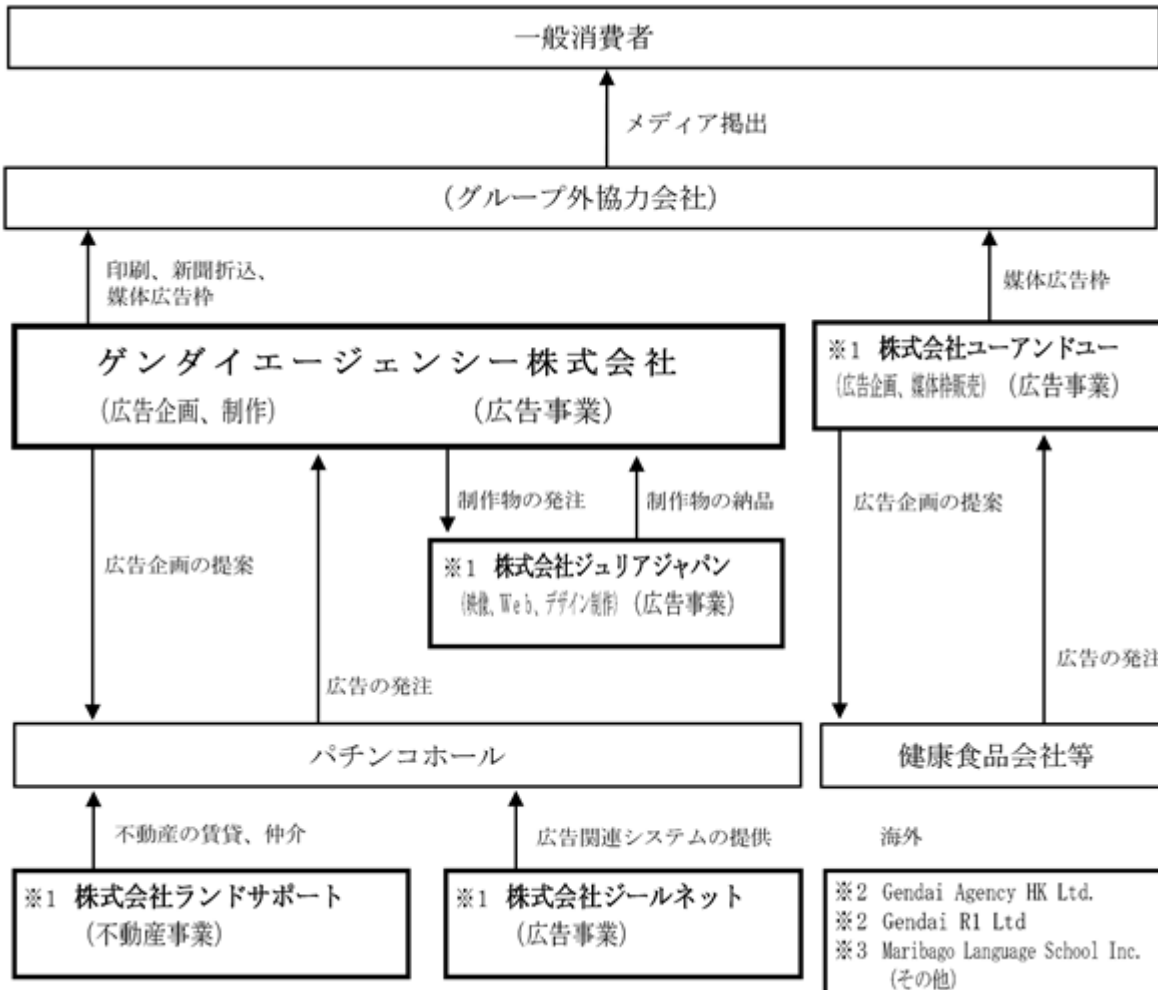 一般消費者
メディア掲出
(グループ外協力会社)
印刷、新聞折込、
媒体広告枠
媒体広告枠
ゲンダイエージェンシー株式会社
(広告企画、制作) (広告事業)
※1 株式会社ユーアンドユー
(広告企画、媒体枠販売) (広告事業)
広告企画の提案
広告の発注
制作物の発注
制作物の納品
※1 株式会社ジュリアジャパン
(映像、Web、デザイン制作) (広告事業)
広告企画の提案
広告の発注
パチンコホール
健康食品会社等
不動産の賃貸、仲介
広告関連システムの提供
海外
※1 株式会社ランドサポート
(不動産事業)
※1 株式会社ジールネット
(広告事業)
※2 Gendai Agency HK Ltd.
※2 Gendai R1 Ltd
※3 Maribago Language School Inc.
(その他)